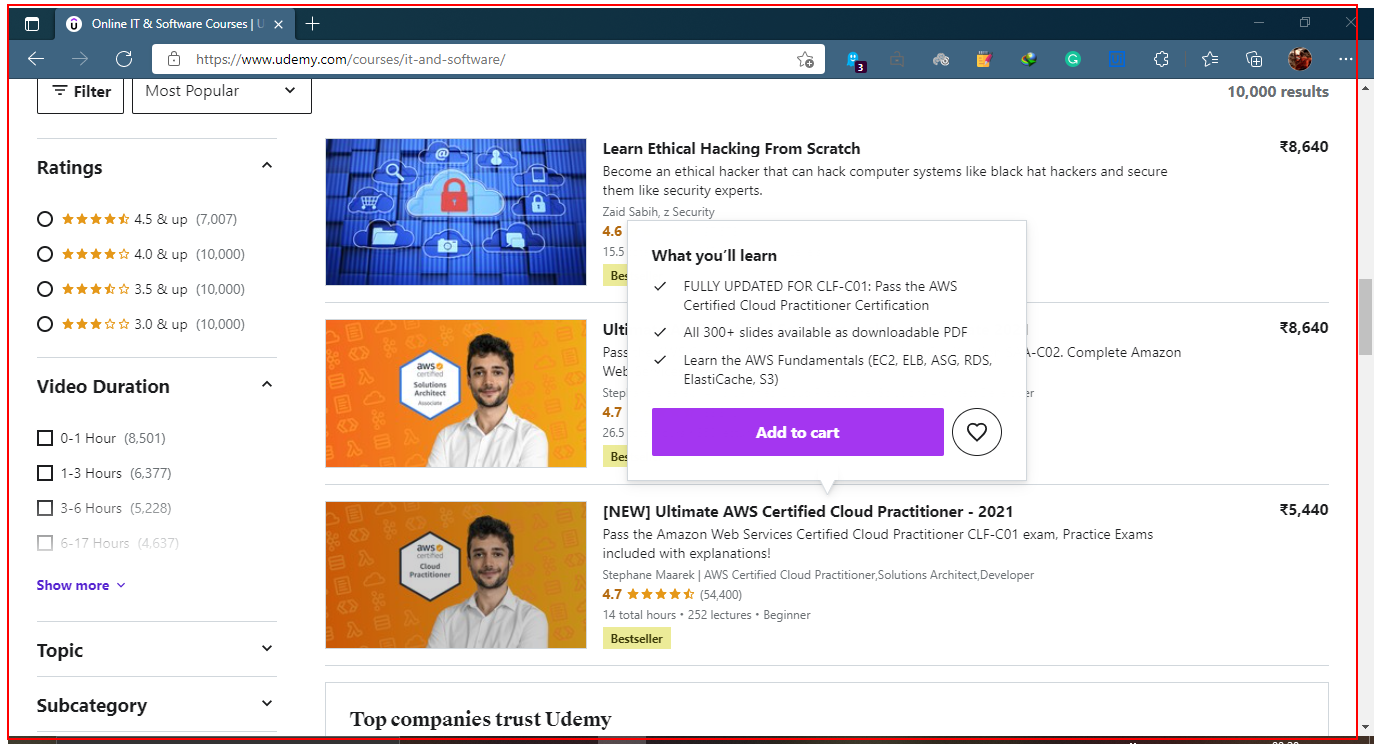 Online IT & Software Courses | U
https://www.udemy.com/courses/it-and-software/
3
Filter
Most Popular
10,000 results
Ratings
4.5 & up (7,007)
4.0 & up (10,000)
3.5 & up (10,000)
3.0 & up (10,000)
Video Duration
0-1 Hour (8,501)
1-3 Hours (6,377)
3-6 Hours (5,228)
6-17 Hours (4,637)
Show more
Topic
Subcategory
Learn Ethical Hacking From Scratch
₹8,640
Become an ethical hacker that can hack computer systems like black hat hackers and secure
them like security experts.
Zaid Sabih, z Security
4.6
15.5
What you'll learn
FULLY UPDATED FOR CLF-C01: Pass the AWS
Certified Cloud Practitioner Certification
All 300+ slides available as downloadable PDF
Learn the AWS Fundamentals (EC2, ELB, ASG, RDS,
ElastiCache, S3)
Add to cart
aws
certified
Solutions
Architect
Associate
₹8,640
-C02. Complete Amazon
4.7
26.5
aws
certified
Cloud
Practitioner
[NEW] Ultimate AWS Certified Cloud Practitioner - 2021
₹5,440
Pass the Amazon Web Services Certified Cloud Practitioner CLF-C01 exam, Practice Exams
included with explanations!
Stephane Maarek | AWS Certified Cloud Practitioner,Solutions Architect,Developer
4.7 (54,400)
14 total hours • 252 lectures • Beginner
Bestseller
Top companies trust Udemy